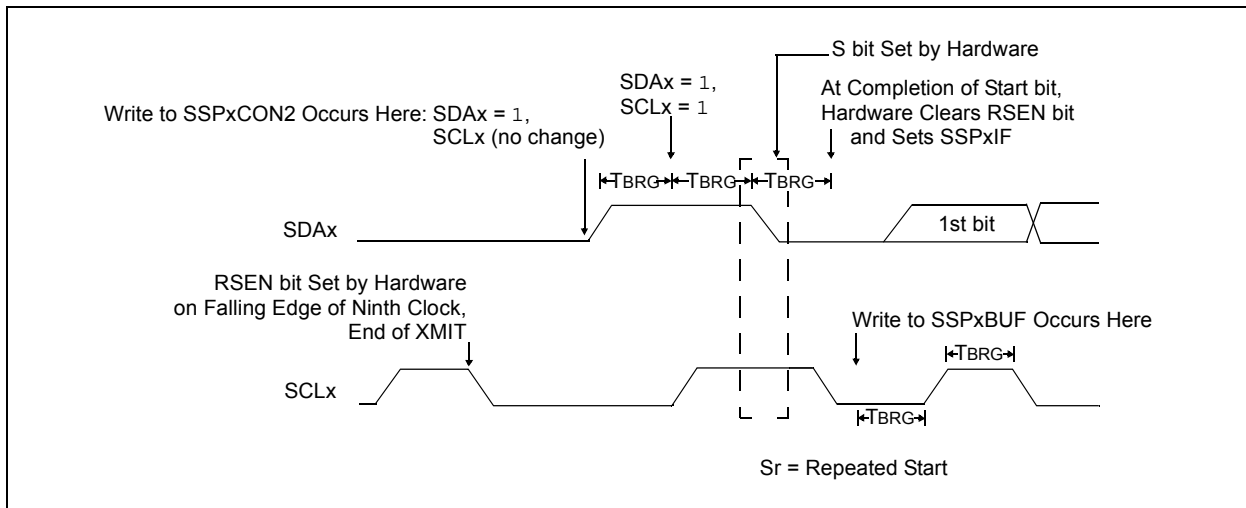 S bit Set by Hardware
SDAx = 1,
SCLx = 1
At Completion of Start bit,
Hardware Clears RSEN bit
and Sets SSPxIF
Write to SSPxCON2 Occurs Here: SDAx = 1,
SCLx (no change)
TBRG TBRG TBRG
SDAx
1st bit
RSEN bit Set by Hardware
on Falling Edge of Ninth Clock,
End of XMIT
Write to SSPxBUF Occurs Here
TBRG
SCLx
TBRG
Sr = Repeated Start